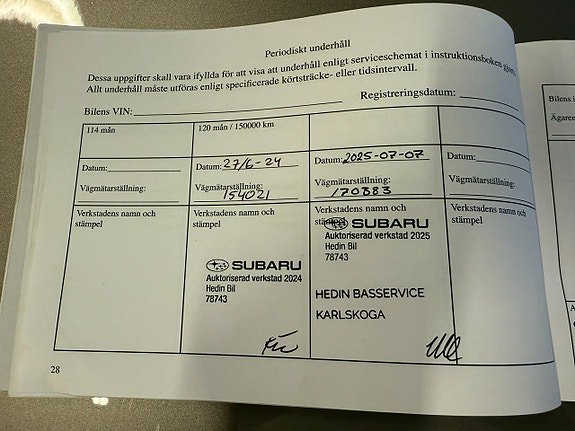 Periodiskt underhåll
Dessa uppgifter skall vara ifyllda för att visa att underhåll enligt serviceschemat i instruktionsboken
Allt underhåll måste utföras enligt specificerade körtsträcke- eller tidsintervall.
Bilens VIN:
Registreringsdatum:
114 mån
120 mån / 150000 km
Datum:
Datum: 27/6-24
Datum: 2025-07-07
Datum:
Vägmätarställning:
Vägmätarställning:
154021
Vägmätarställning:
170883
Vägmätarställning:
Verkstadens namn och
stämpel
Verkstadens namn och
stämpel
SUBARU
Auktoriserad verkstad 2024
Hedin Bil
78743
Verkstadens namn och
stämpel
SUBARU
Auktoriserad verkstad 2025
Hedin Bil
78743
HEDIN BASSERVICE
KARLSKOGA
Verkstadens namn och
stämpel
28
Bilens
Ägaren